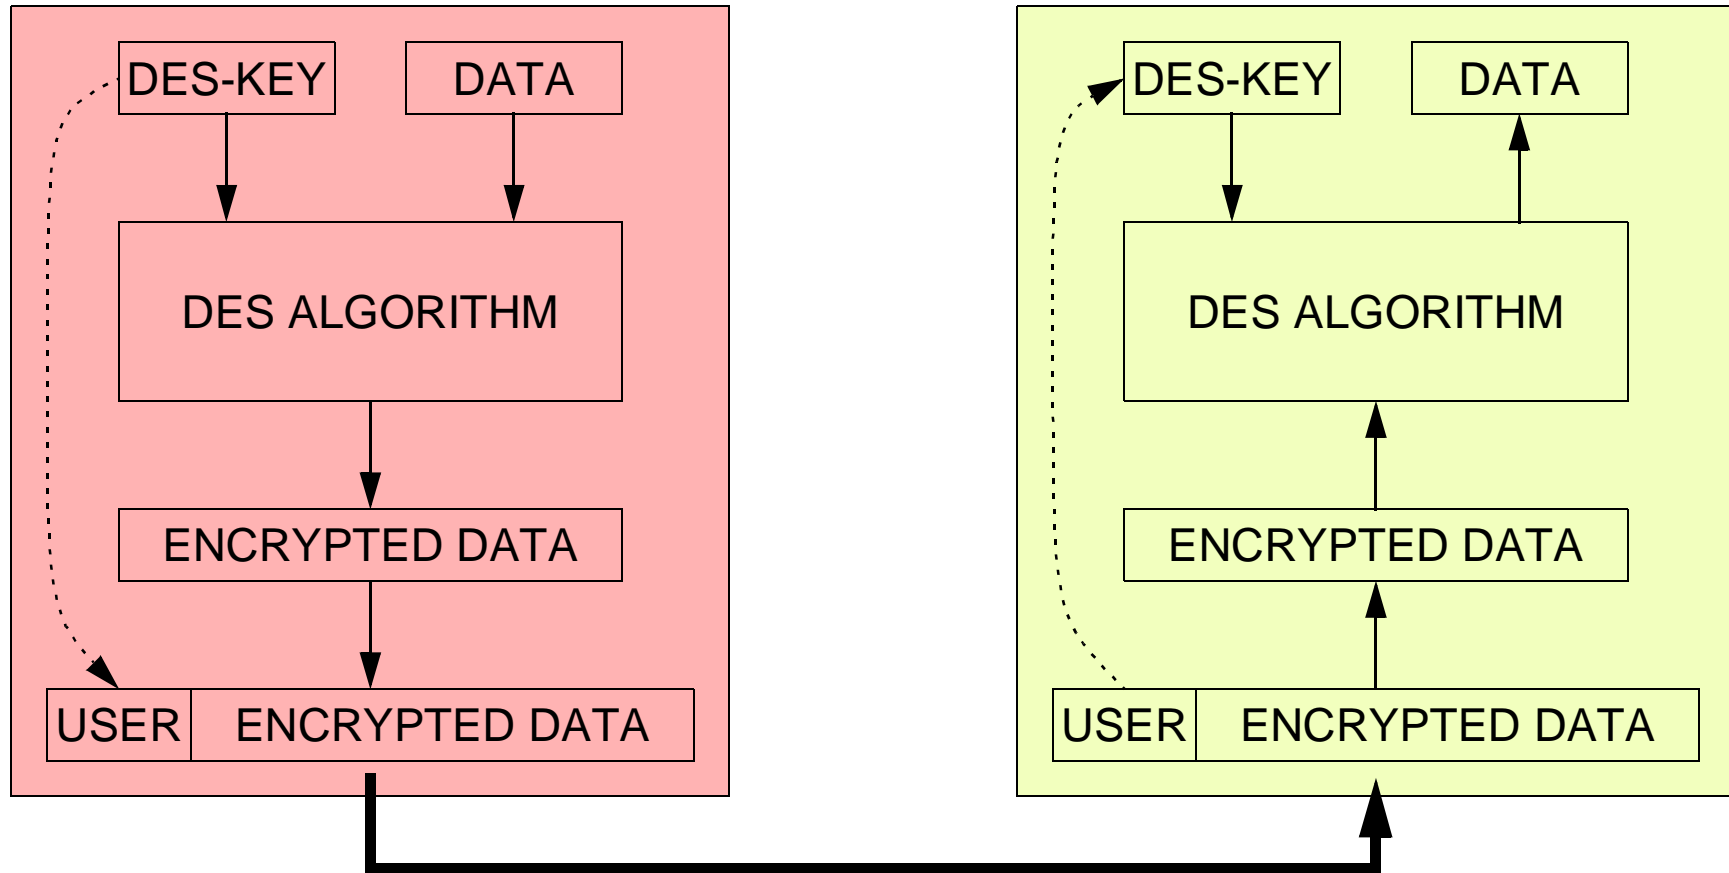 DES-KEY DATA
DES ALGORITHM
ENCRYPTED DATA
USER ENCRYPTED DATA
DES-KEY DATA
DES ALGORITHM
ENCRYPTED DATA
USER ENCRYPTED DATA